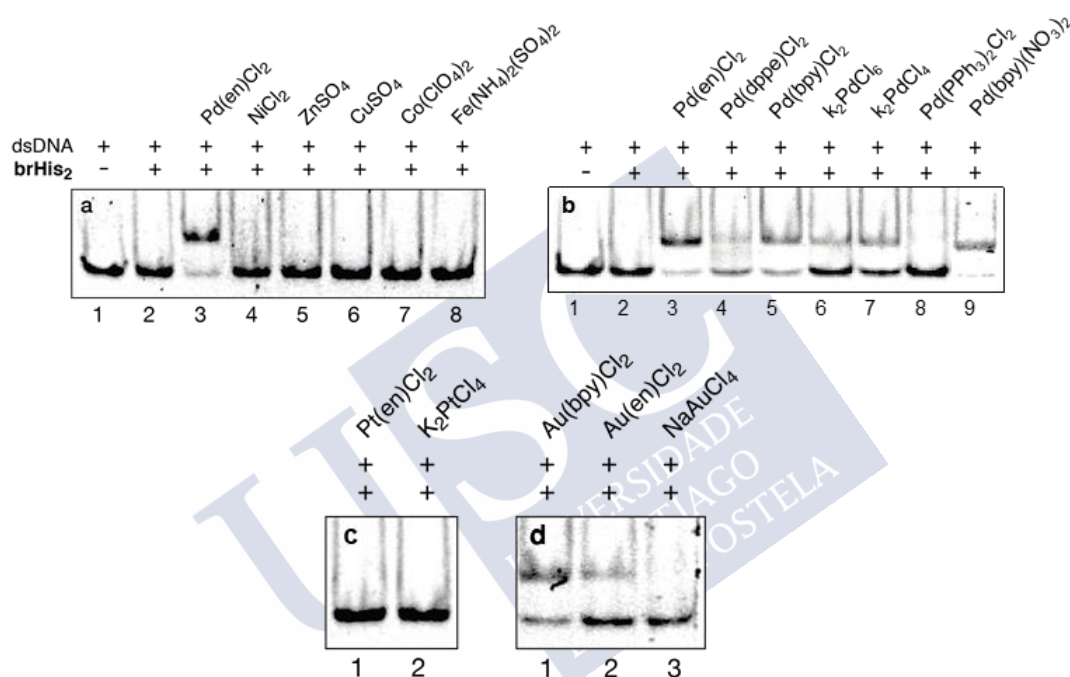 Pd(en)Cl2
NiCl2
ZnSO4
CuSO4
Co(ClO4)2
Fe(NH4)2(SO4)2
dsDNA + + + + + + + +
brHis2 - + + + + + + +
a
1 2 3 4 5 6 7 8
Pd(en)Cl2
Pd(dppe)Cl2
Pd(bpy)Cl2
k2PdCl6
k2PdCl4
Pd(PPh3)2Cl2
Pd(bpy)(NO3)2
+ + + + + + + + +
- + + + + + + + +
b
1 2 3 4 5 6 7 8 9
Pt(en)Cl2
K2PtCl4
+ +
+ +
c
1 2
Au(bpy)Cl2
Au(en)Cl2
NaAuCl4
+ + +
+ + +
d
1 2 3
USC